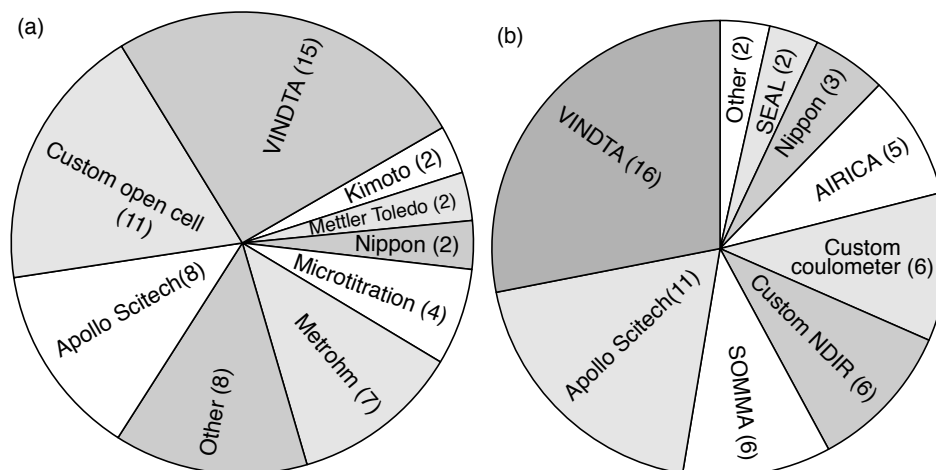 (a)
VINDTA (15)
Kimoto (2)
Mettler Toledo (2)
Nippon (2)
Microtitration (4)
Metrohm (7)
Other (8)
Apollo Scitech(8)
Custom open cell
(11)
(b)
Other (2)
SEAL (2)
Nippon (3)
AIRICA (5)
Custom
coulometer (6)
Custom NDIR (6)
SOMMA (6)
Apollo Scitech(11)
VINDTA (16)